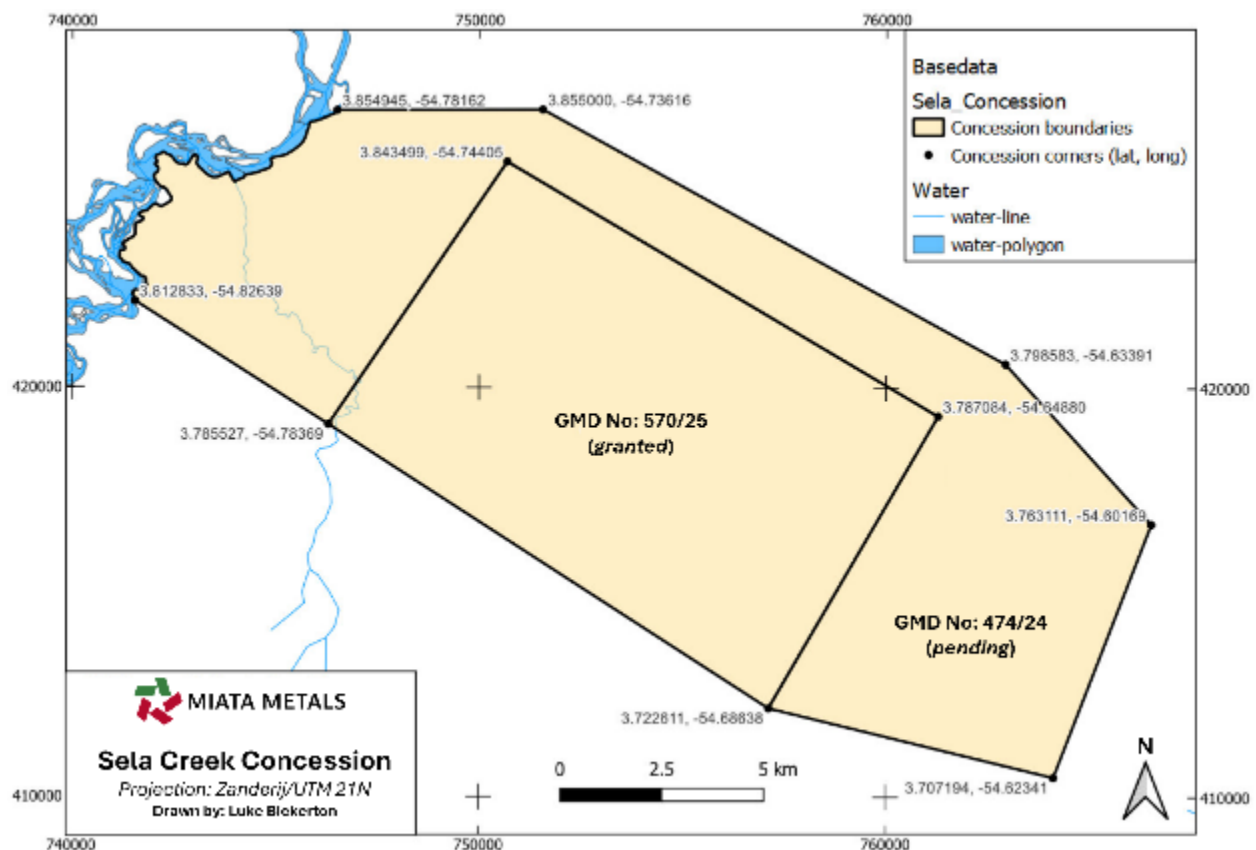 740000
750000
760000
Basedata
Sela_Concession
Concession boundaries
Concession corners (lat, long)
Water
water-line
water-polygon
3.854945, -54.78162
3.855000, -54.73616
3.843499, -54.74405
3.812833, -54.82639
3.798583, -54.63391
420000
420000
3.787084, -54.64880
3.785527, -54.78369
GMD No: 570/25
(granted)
3.763111, -54.60169
GMD No: 474/24
(pending)
3.722611, -54.68838
3.707194, -54.62341
MIATA METALS
Sela Creek Concession
Projection: Zanderij/UTM 21N
Drawn by: Luke Bickerton
0 2.5 5 km
N
410000
410000
740000
750000
760000